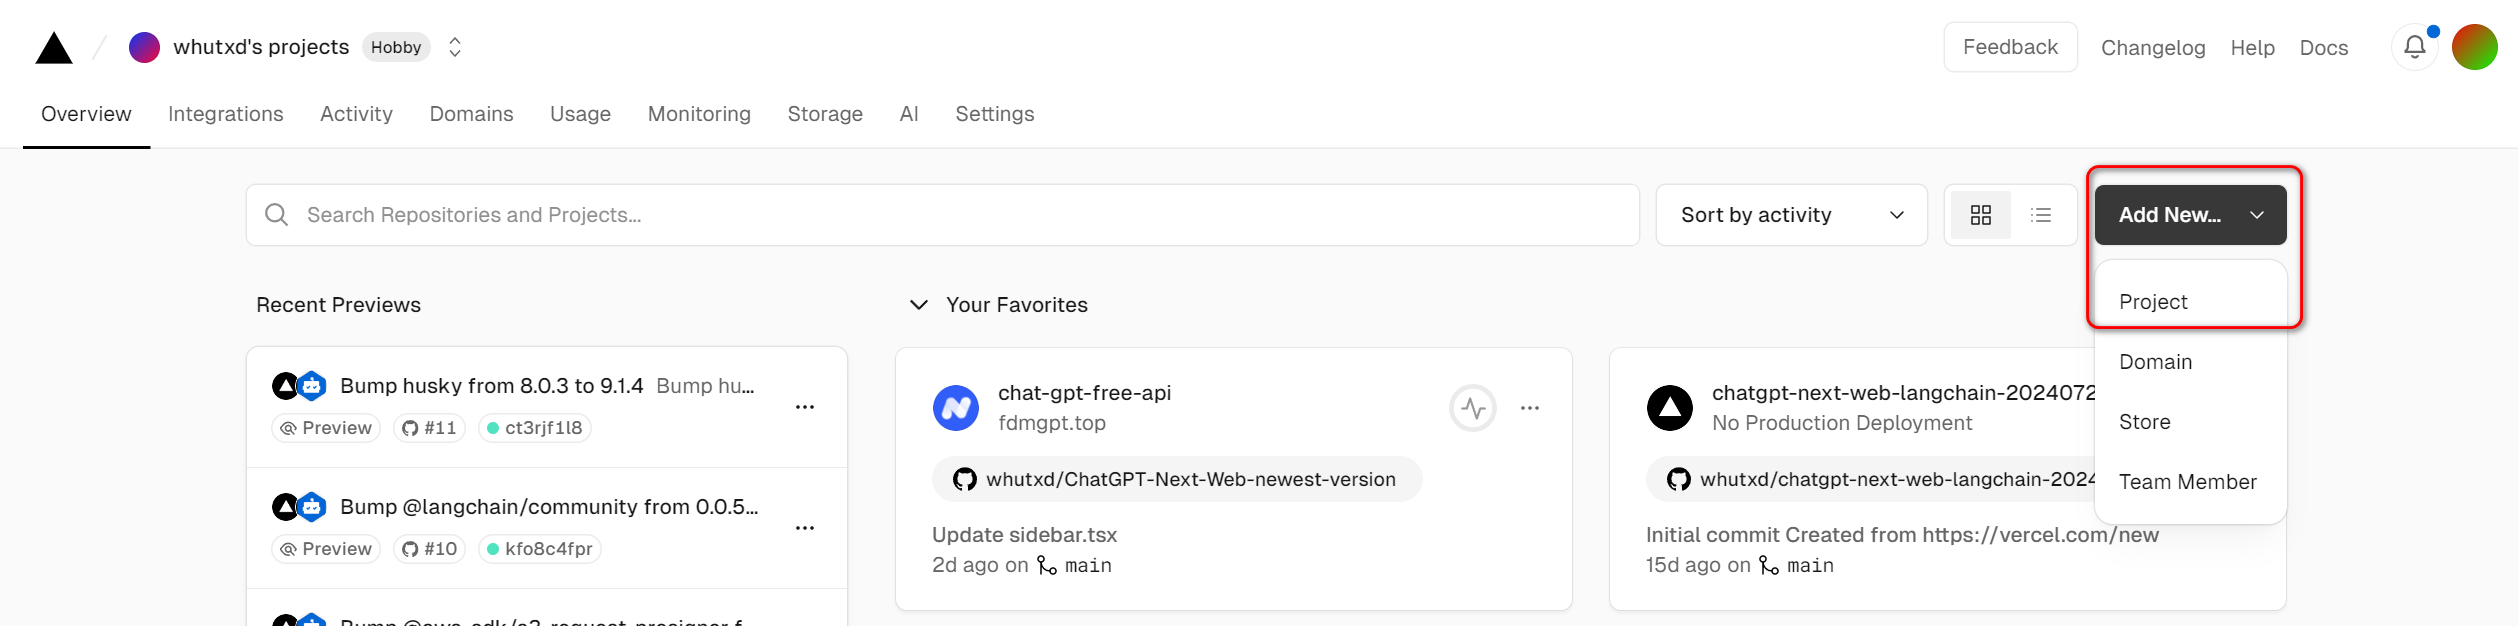 whutxd's projects Hobby
Feedback Changelog Help Docs
Overview Integrations Activity Domains Usage Monitoring Storage AI Settings
Search Repositories and Projects...
Sort by activity
Add New...
Project
Domain
Store
Team Member
Recent Previews
Bump husky from 8.0.3 to 9.1.4 Bump hu...
Preview #11 ct3rjf1l8
Bump @langchain/community from 0.0.5...
Preview #10 kfo8c4fpr
Your Favorites
chat-gpt-free-api
fdmgpt.top
whutxd/ChatGPT-Next-Web-newest-version
Update sidebar.tsx
2d ago on main
chatgpt-next-web-langchain-2024072
No Production Deployment
whutxd/chatgpt-next-web-langchain-2024
Initial commit Created from https://vercel.com/new
15d ago on main